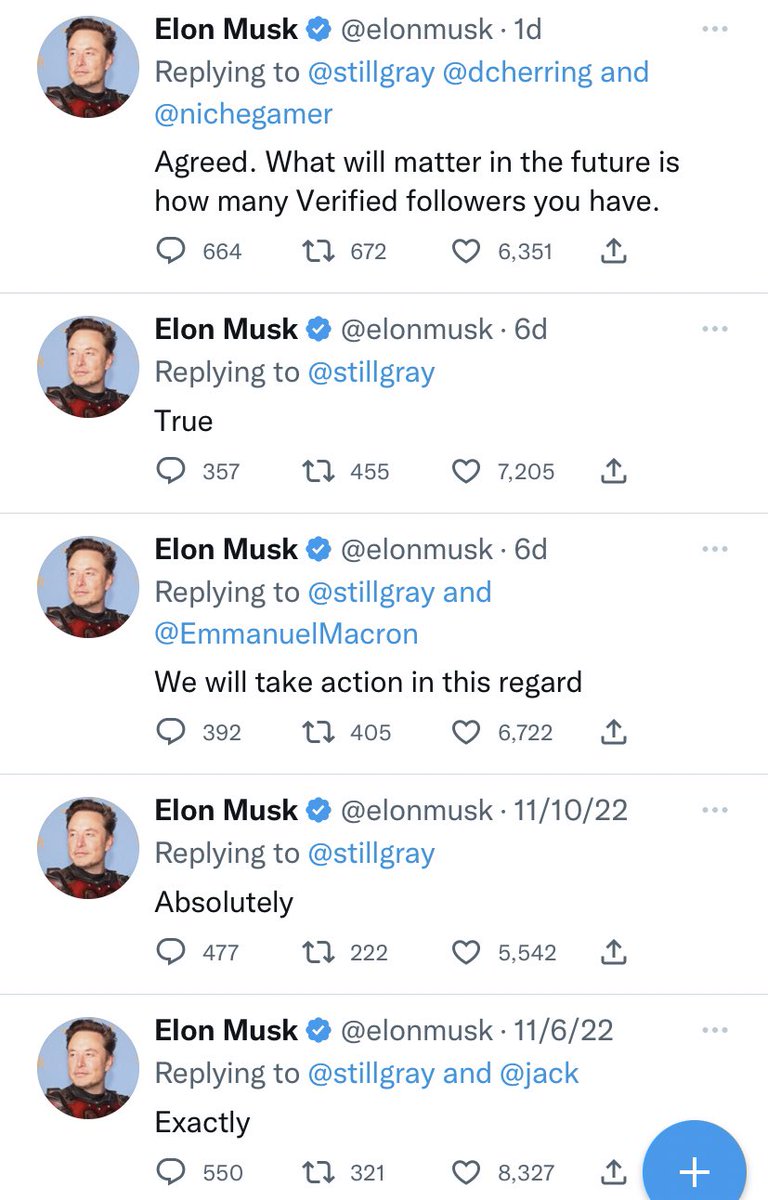 Elon Musk @elonmusk · 1d
Replying to @stillgray @dcherring and
@nichegamer
Agreed. What will matter in the future is
how many Verified followers you have.
664 672 6,351
Elon Musk @elonmusk · 6d
Replying to @stillgray
True
357 455 7,205
Elon Musk @elonmusk · 6d
Replying to @stillgray and
@EmmanuelMacron
We will take action in this regard
392 405 6,722
Elon Musk @elonmusk · 11/10/22
Replying to @stillgray
Absolutely
477 222 5,542
Elon Musk @elonmusk · 11/6/22
Replying to @stillgray and @jack
Exactly
550 321 8,327